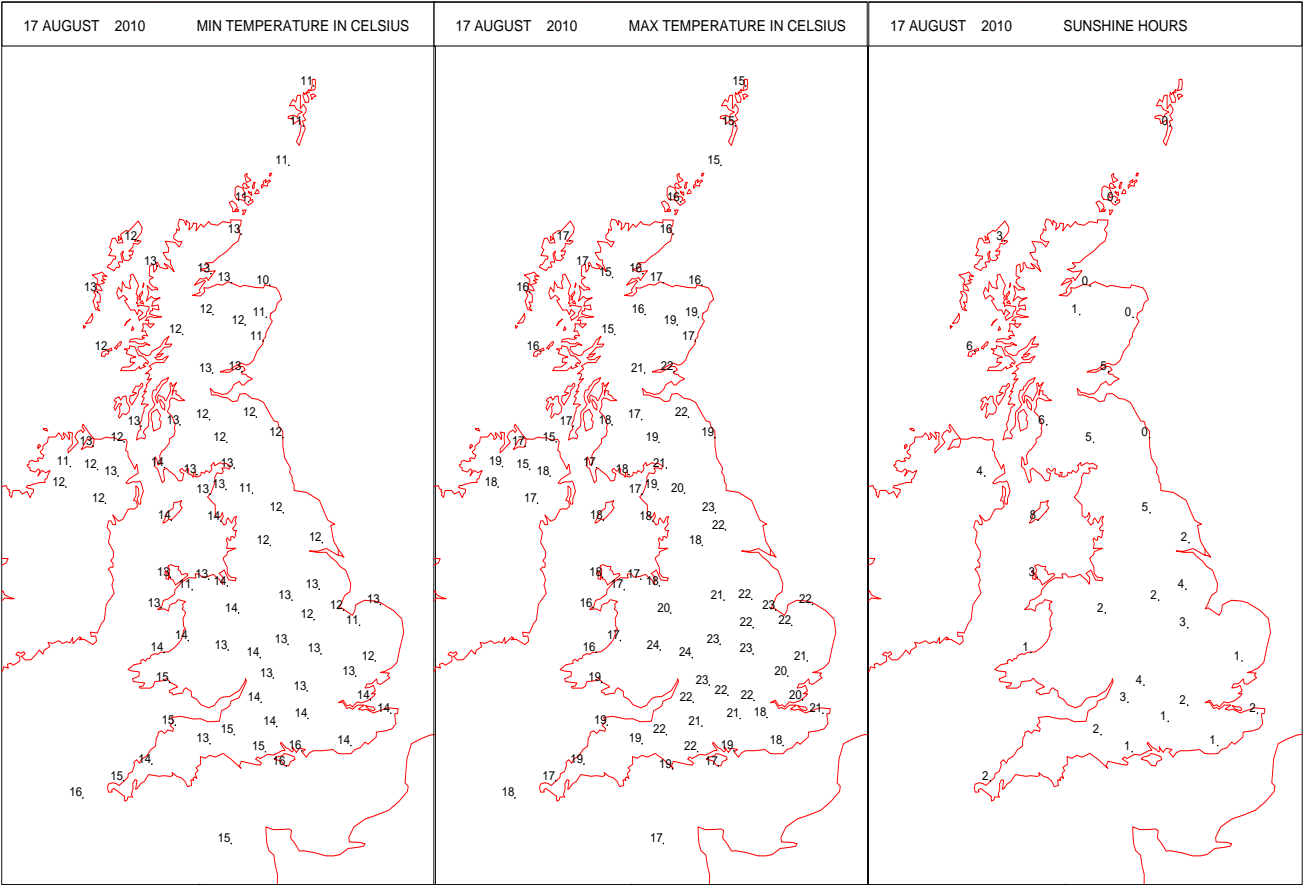 17 AUGUST 2010 MIN TEMPERATURE IN CELSIUS
11.
11.
11.
11.
13.
12.
13. 13.
13. 10.
13.
12. 11.
12. 12.
11.
12.
13. 13.
12. 12.
13. 13.
13. 12. 12. 12.
11. 12. 14. 13. 13.
12. 13. 13. 13. 11.
12. 14. 14. 12.
12. 12.
13. 11. 13. 14. 13.
13. 14. 13. 12. 13.
12. 11.
14. 14. 13. 14. 13. 13. 12.
15. 13. 13. 13.
14. 14. 14.
15. 15. 14. 14.
13. 15. 16. 14.
14. 16.
15.
16.
15.
17 AUGUST 2010 MAX TEMPERATURE IN CELSIUS
15.
15.
15.
16.
16.
17.
17. 15. 17. 16.
16.
16. 19. 19.
15. 17.
16.
21. 22.
17. 18. 17. 22.
17. 15. 19. 19.
19. 15. 17. 18. 21.
18. 18. 17. 19. 20.
17. 18. 18. 23.
22.
18.
18. 17. 17. 18.
16. 20. 21. 22. 23. 22.
22. 22.
16. 17. 24. 24. 23. 23. 21.
19. 23. 20.
22. 22. 22. 20.
19. 22. 21. 21. 18. 21.
19. 22. 19. 18.
19. 19. 17.
17.
18.
17.
17 AUGUST 2010 SUNSHINE HOURS
0.
0.
3.
0.
1. 0.
6.
5.
6.
5. 0.
4.
8. 5.
2.
3. 4.
2. 2.
3.
1. 1.
4.
3. 2. 2.
1.
2. 1. 1.
2.